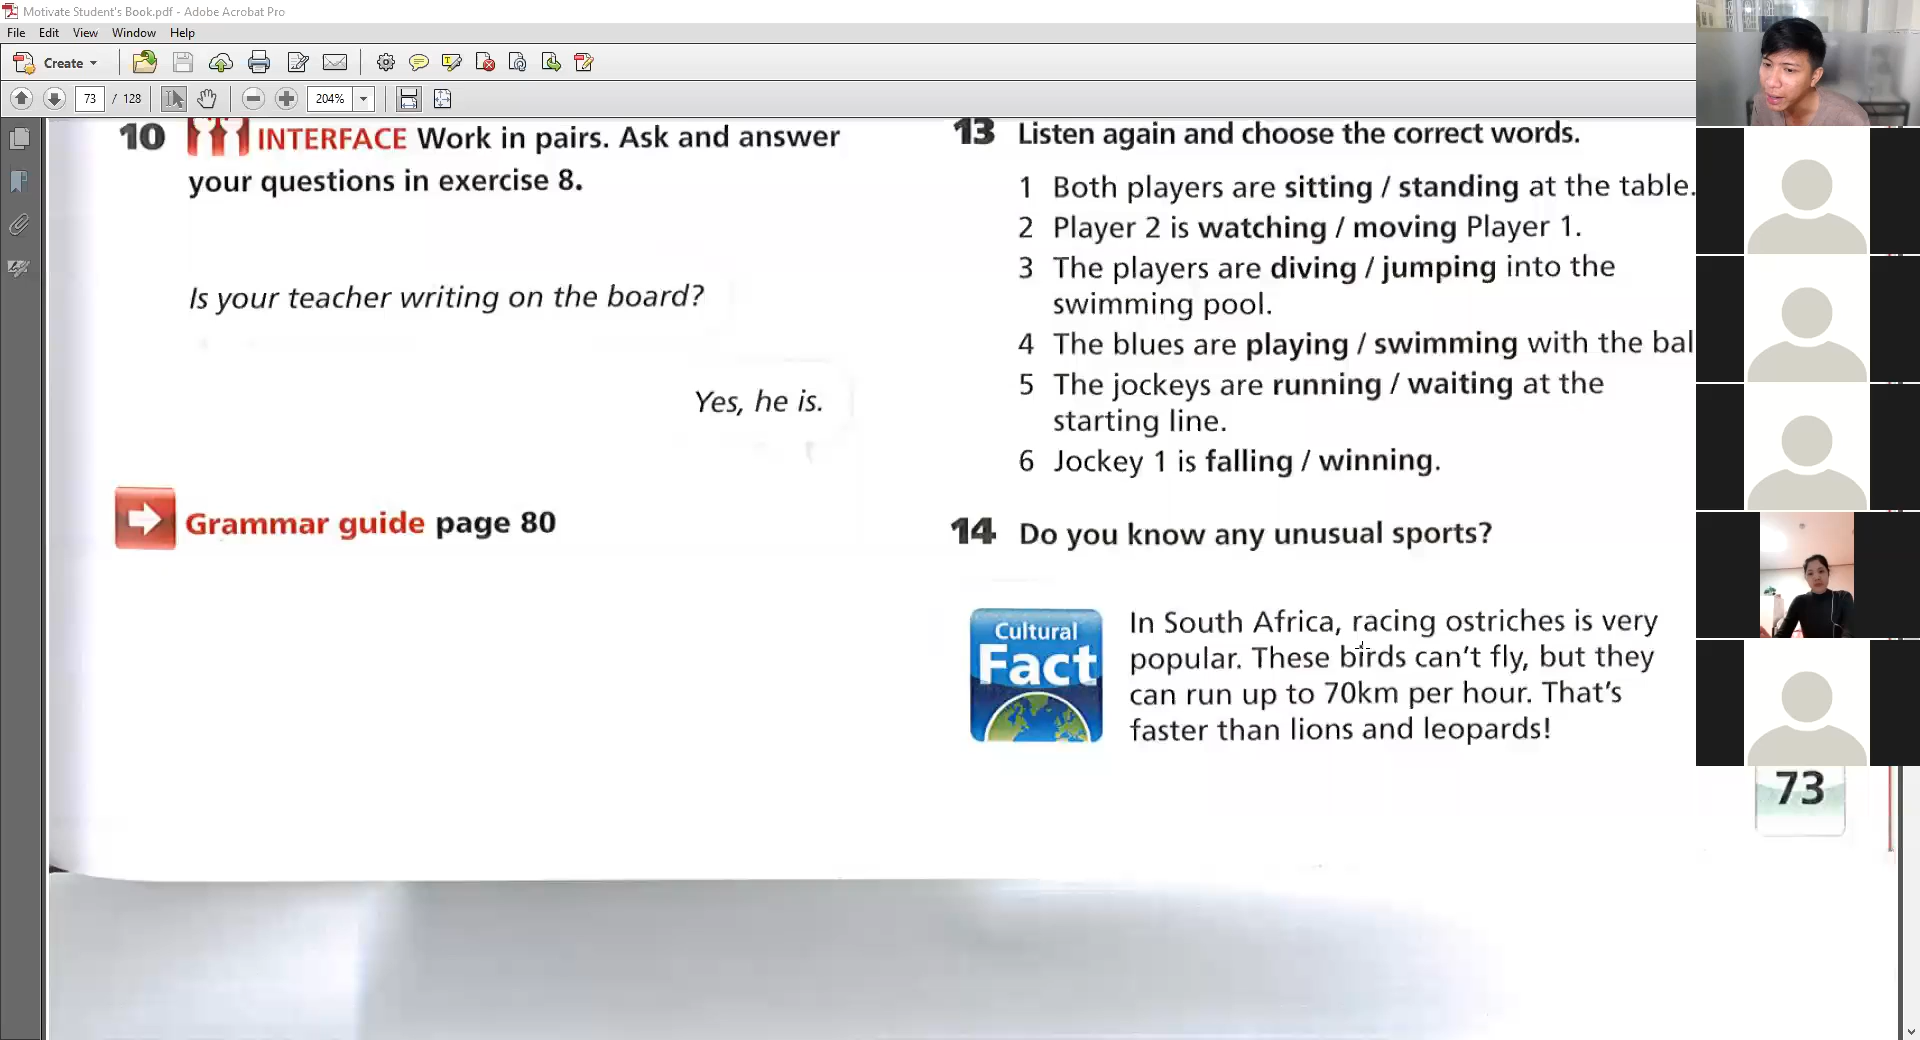 Motivate Student's Book.pdf - Adobe Acrobat Pro
File Edit View Window Help
Create
73 / 128 204%
10 INTERFACE Work in pairs. Ask and answer
your questions in exercise 8.
Is your teacher writing on the board?
Yes, he is.
Grammar guide page 80
13 Listen again and choose the correct words.
1 Both players are sitting / standing at the table.
2 Player 2 is watching / moving Player 1.
3 The players are diving / jumping into the
swimming pool.
4 The blues are playing / swimming with the bal
5 The jockeys are running / waiting at the
starting line.
6 Jockey 1 is falling / winning.
14 Do you know any unusual sports?
Cultural
Fact
In South Africa, racing ostriches is very
popular. These birds can't fly, but they
can run up to 70km per hour. That's
faster than lions and leopards!
73